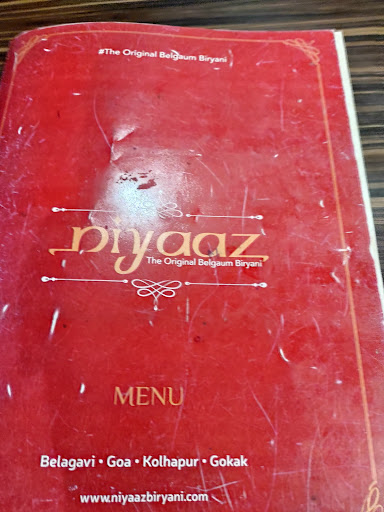 #The Original Belgaum Biryani
niyaaz
The Original Belgaum Biryani
MENU
Belagavi • Goa • Kolhapur • Gokak
www.niyaazbiryani.com